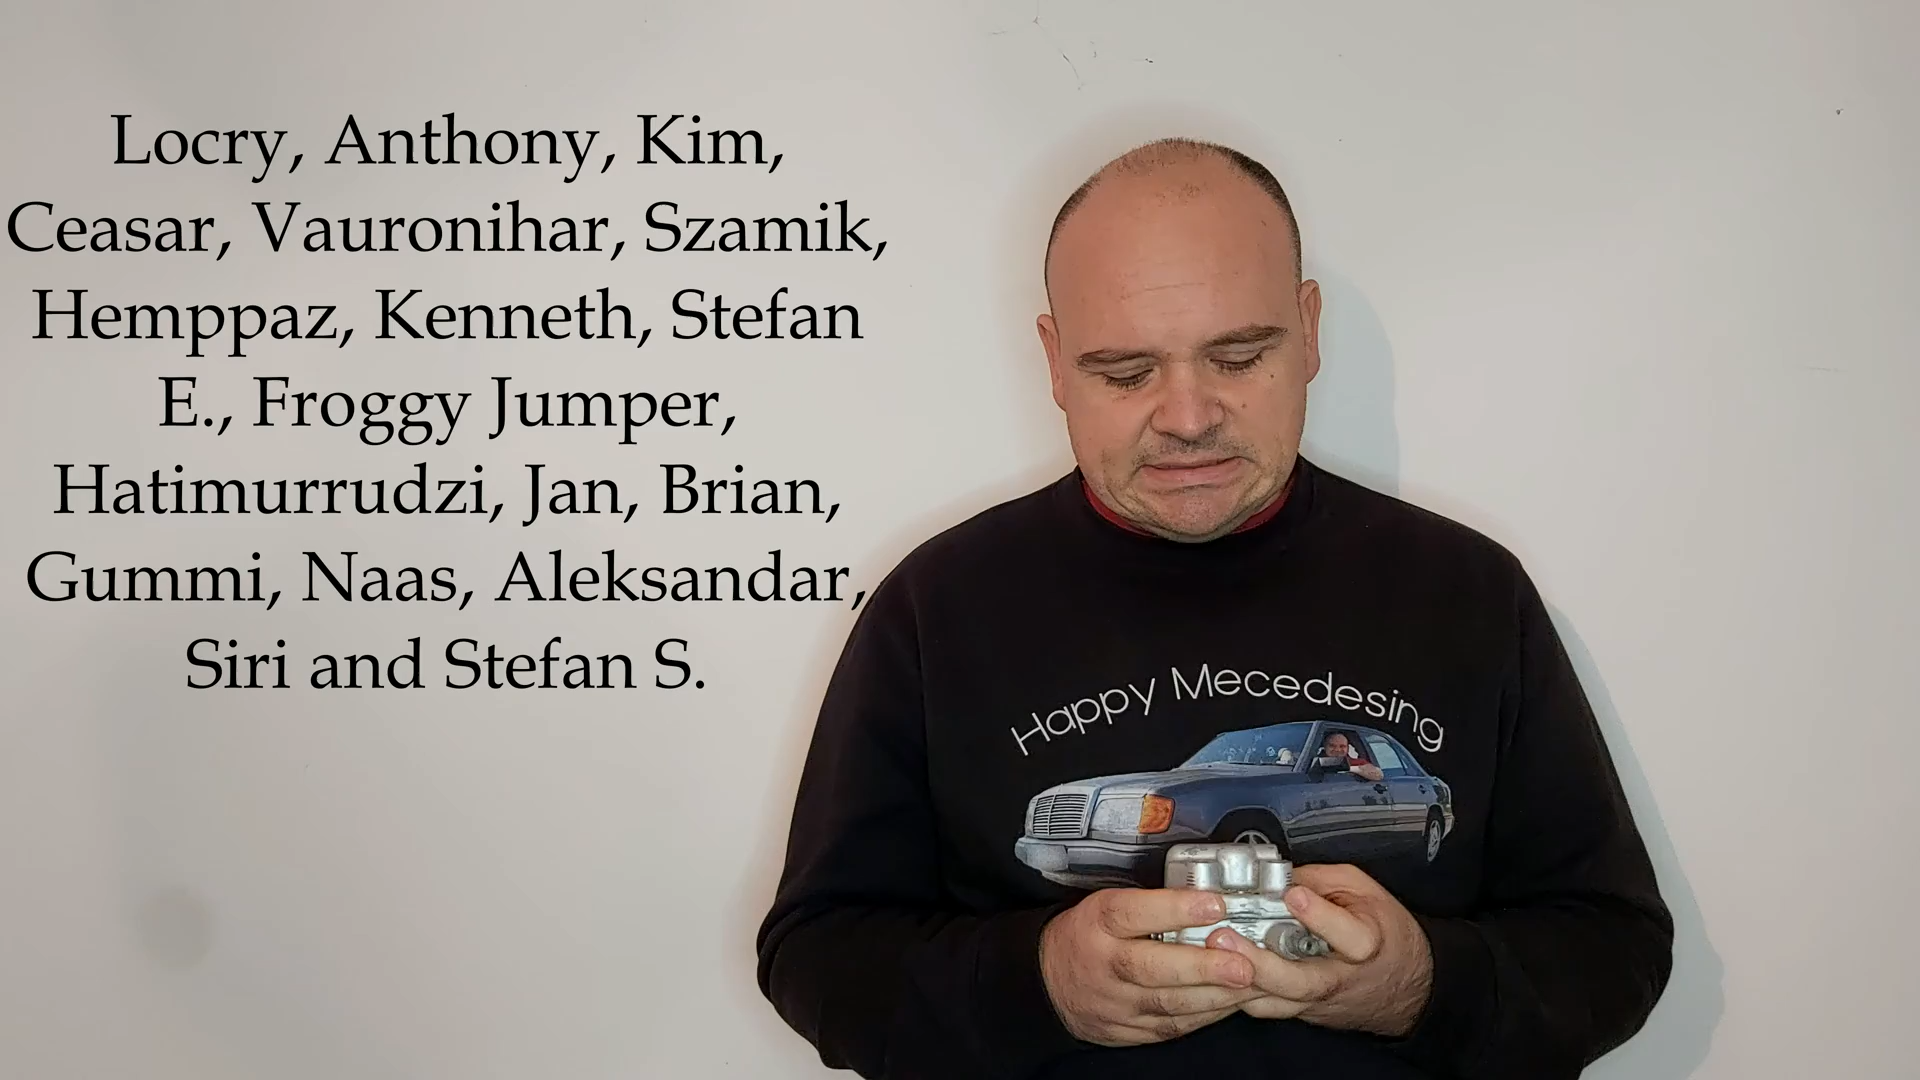 Locry, Anthony, Kim,
Ceasar, Vauronihar, Szamik,
Hemppaz, Kenneth, Stefan
E., Froggy Jumper,
Hatimurrudzi, Jan, Brian,
Gummi, Naas, Aleksandar,
Siri and Stefan S.
Happy Mecedesing